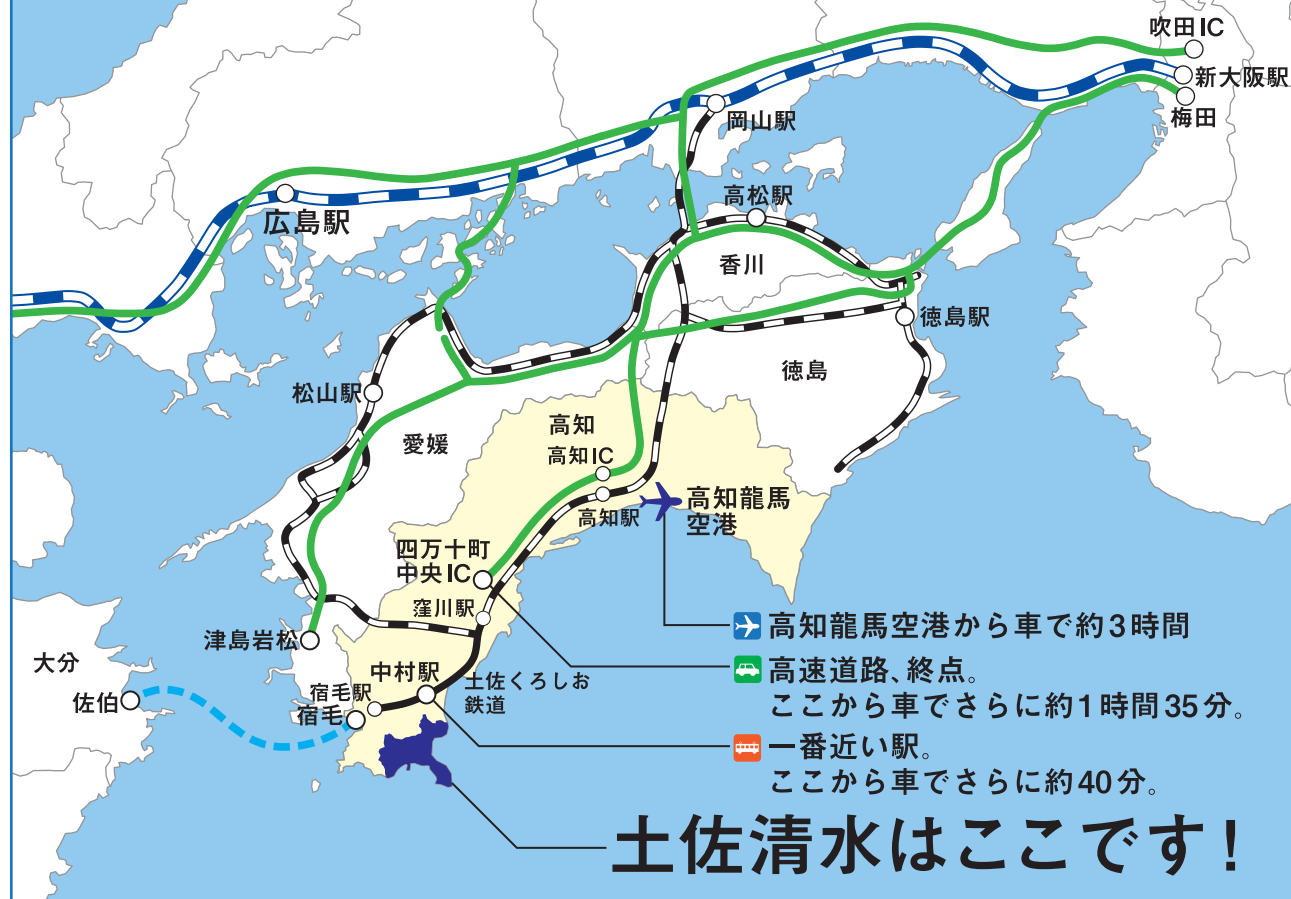 吹田IC
新大阪駅
梅田
岡山駅
広島駅
高松駅
香川
徳島駅
徳島
松山駅
愛媛
高知
高知IC
高知駅
高知龍馬
空港
四万十町
中央IC
窪川駅
津島岩松
大分
佐伯
中村駅
宿毛駅
宿毛
土佐くろしお
鉄道
高知龍馬空港から車で約3時間
高速道路、終点。
ここから車でさらに約1時間35分。
一番近い駅。
ここから車でさらに約40分。
土佐清水はここです!